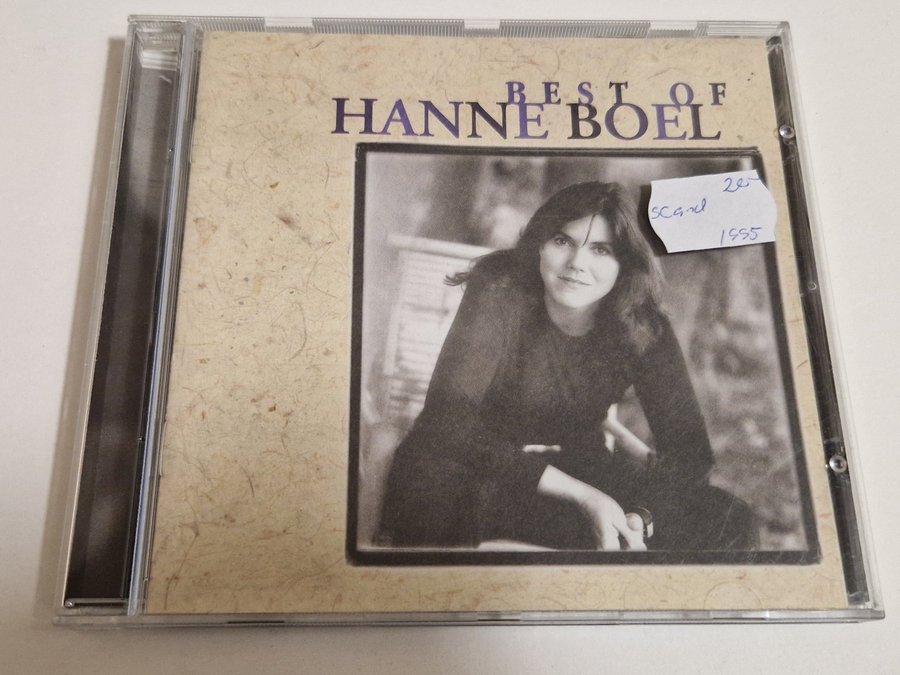 BEST OF
HANNE BOEL
20-
scand
1995